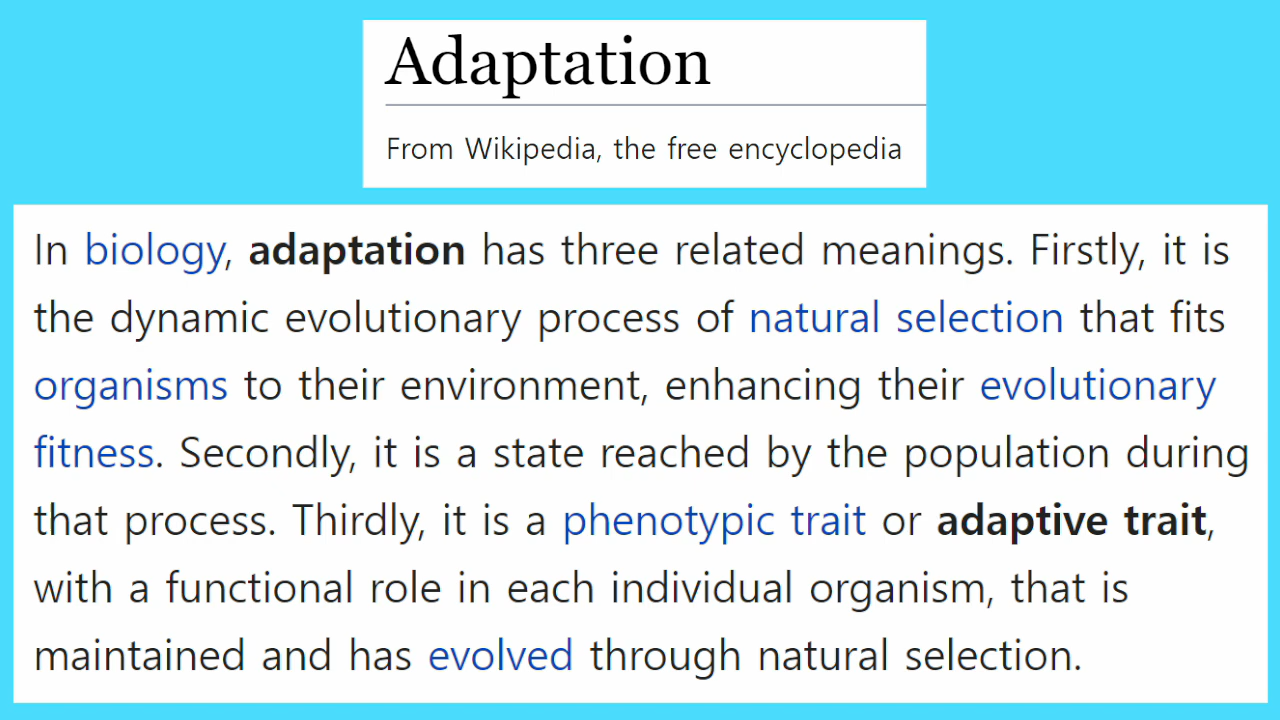 Adaptation
From Wikipedia, the free encyclopedia
In biology, adaptation has three related meanings. Firstly, it is
the dynamic evolutionary process of natural selection that fits
organisms to their environment, enhancing their evolutionary
fitness. Secondly, it is a state reached by the population during
that process. Thirdly, it is a phenotypic trait or adaptive trait,
with a functional role in each individual organism, that is
maintained and has evolved through natural selection.